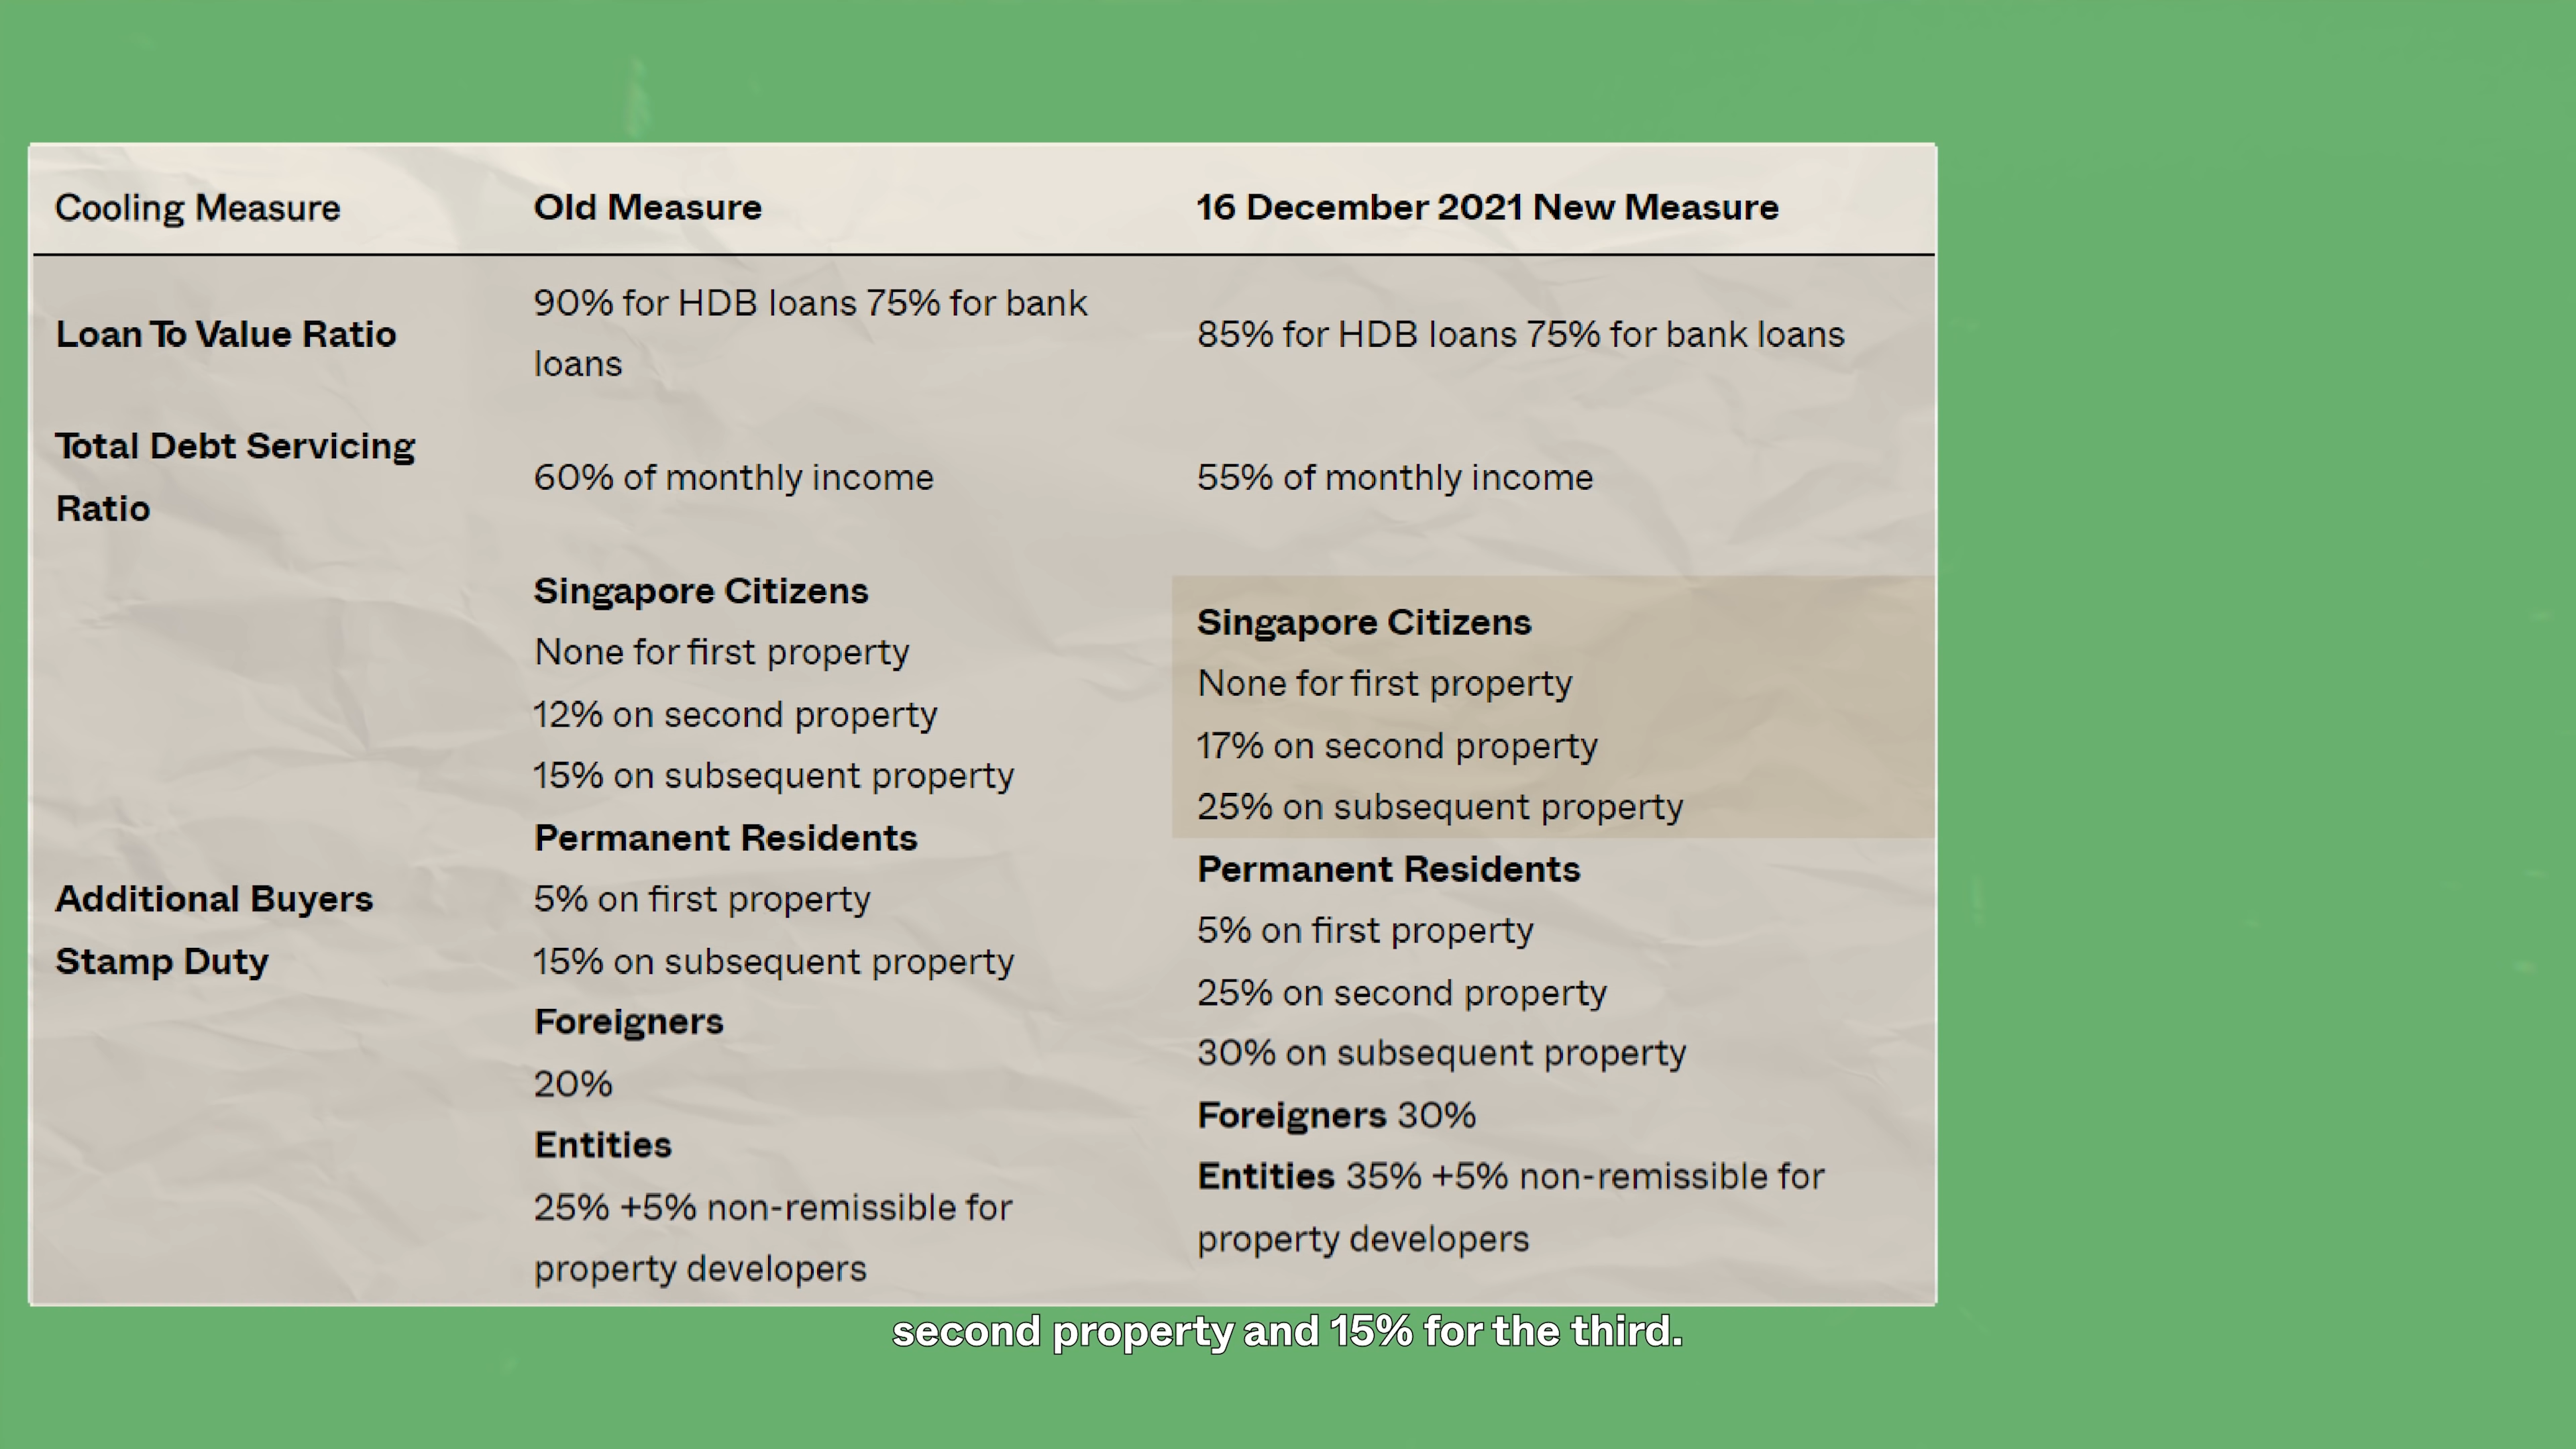 Cooling Measure
Old Measure
16 December 2021 New Measure
Loan To Value Ratio
90% for HDB loans 75% for bank
loans
85% for HDB loans 75% for bank loans
Total Debt Servicing
Ratio
60% of monthly income
55% of monthly income
Additional Buyers
Stamp Duty
Singapore Citizens
None for first property
12% on second property
15% on subsequent property
Permanent Residents
5% on first property
15% on subsequent property
Foreigners
20%
Entities
25% +5% non-remissible for
property developers
Singapore Citizens
None for first property
17% on second property
25% on subsequent property
Permanent Residents
5% on first property
25% on second property
30% on subsequent property
Foreigners 30%
Entities 35% +5% non-remissible for
property developers
second property and 15% for the third.